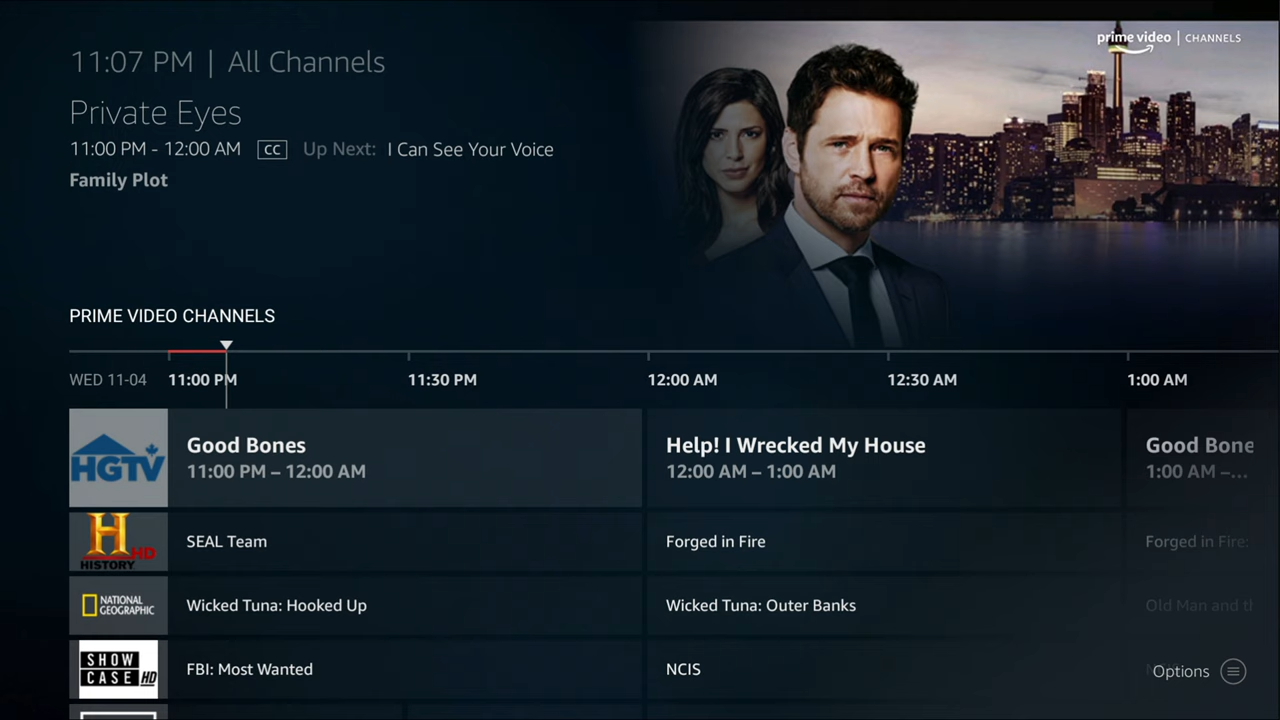 prime video | CHANNELS
11:07 PM | All Channels
Private Eyes
11:00 PM - 12:00 AM CC Up Next: I Can See Your Voice
Family Plot
PRIME VIDEO CHANNELS
WED 11-04 11:00 PM 11:30 PM 12:00 AM 12:30 AM 1:00 AM
HGTV
Good Bones
11:00 PM – 12:00 AM
Help! I Wrecked My House
12:00 AM – 1:00 AM
Good Bone
1:00 AM –...
H HD
HISTORY
SEAL Team
Forged in Fire
Forged in Fire:
NATIONAL
GEOGRAPHIC
Wicked Tuna: Hooked Up
Wicked Tuna: Outer Banks
Old Man and th
SHOW
CASE HD
FBI: Most Wanted
NCIS
Options